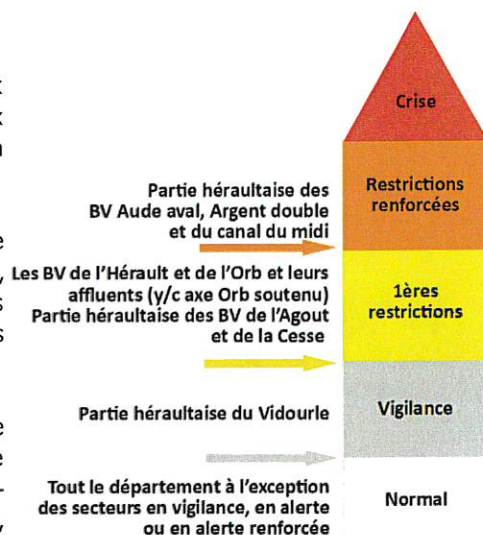 Crise
Partie héraultaise des
BV Aude aval, Argent double
et du canal du midi
Restrictions
renforcées
Les BV de l'Hérault et de l'Orb et leurs
affluents (y/c axe Orb soutenu)
Partie héraultaise des BV de l'Agout
et de la Cesse
1ères
restrictions
Partie héraultaise du Vidourle
Vigilance
Tout le département à l'exception
des secteurs en vigilance, en alerte
ou en alerte renforcée
Normal